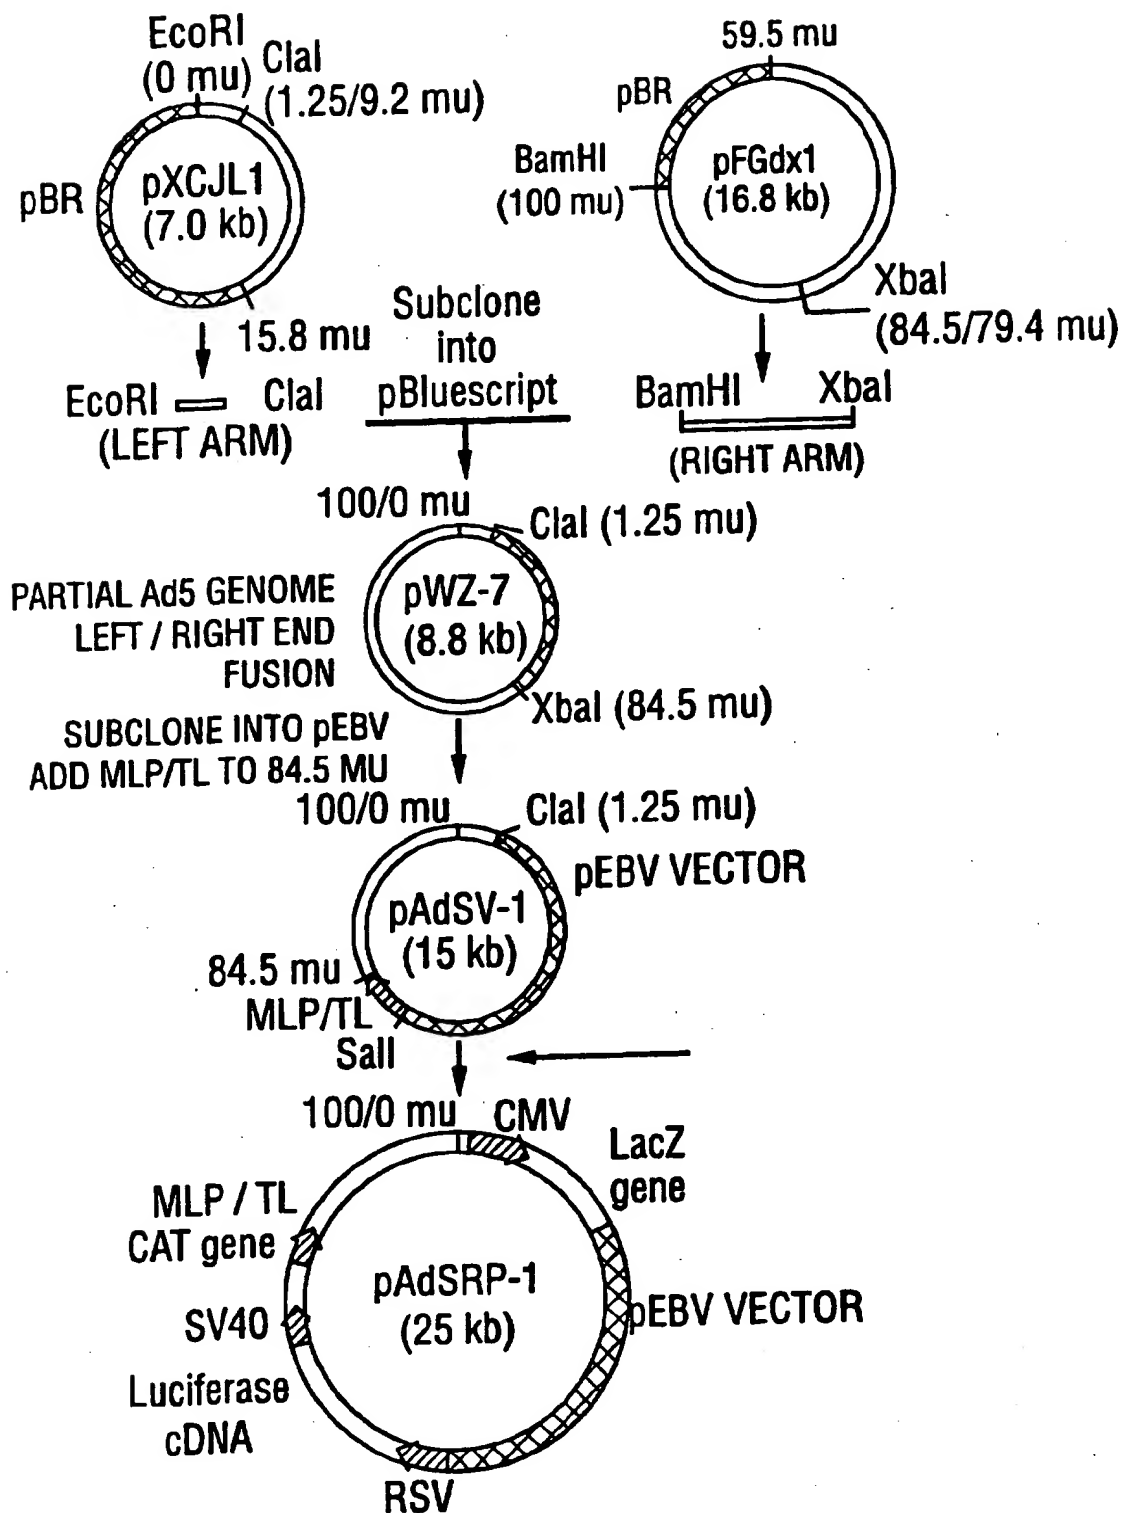 EcoRI
(0 mu)
ClaI
(1.25/9.2 mu)
pBR
pXCJL1
(7.0 kb)
15.8 mu
59.5 mu
pBR
BamHI
(100 mu)
pFGdx1
(16.8 kb)
XbaI
(84.5/79.4 mu)
EcoRI ClaI
(LEFT ARM)
Subclone
into
pBluescript
BamHI XbaI
(RIGHT ARM)
100/0 mu
ClaI (1.25 mu)
PARTIAL Ad5 GENOME
LEFT / RIGHT END
FUSION
pWZ-7
(8.8 kb)
XbaI (84.5 mu)
SUBCLONE INTO pEBV
ADD MLP/TL TO 84.5 MU
100/0 mu
ClaI (1.25 mu)
pEBV VECTOR
pAdSV-1
(15 kb)
84.5 mu
MLP/TL
SalI
100/0 mu
CMV
LacZ
gene
MLP / TL
CAT gene
pAdSRP-1
(25 kb)
pEBV VECTOR
SV40
Luciferase
cDNA
RSV